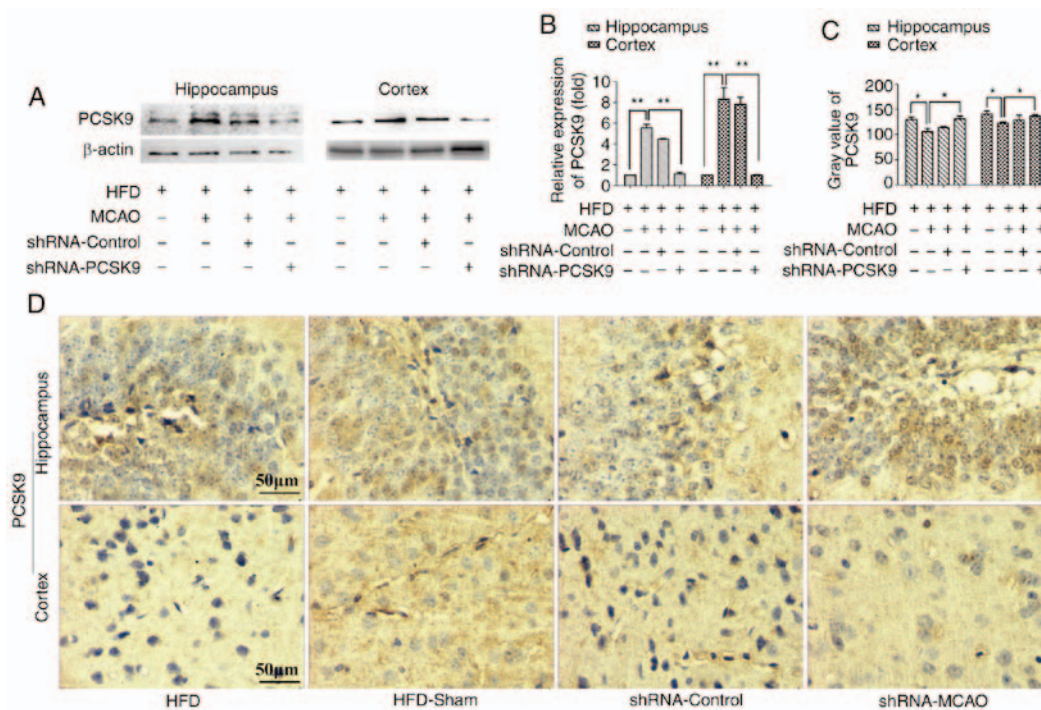 A
Hippocampus
Cortex
PCSK9
β-actin
HFD + + + + + + + +
MCAO − + + + − + + +
shRNA-Control − − + − − − + −
shRNA-PCSK9 − − − + − − − +
B
Hippocampus
Cortex
Relative expression
of PCSK9 (fold)
10
8
6
4
2
0
** ** ** **
HFD + + + + + + + +
MCAO − + + + − + + +
shRNA-Control − − + − − − + −
shRNA-PCSK9 − − − + − − − +
C
Hippocampus
Cortex
Gray value of
PCSK9
200
150
100
50
0
* * * *
HFD + + + + + + + +
MCAO − + + + − + + +
shRNA-Control − − + − − − + −
shRNA-PCSK9 − − − + − − − +
D
PCSK9
Hippocampus
50µm
Cortex
50µm
HFD
HFD-Sham
shRNA-Control
shRNA-MCAO